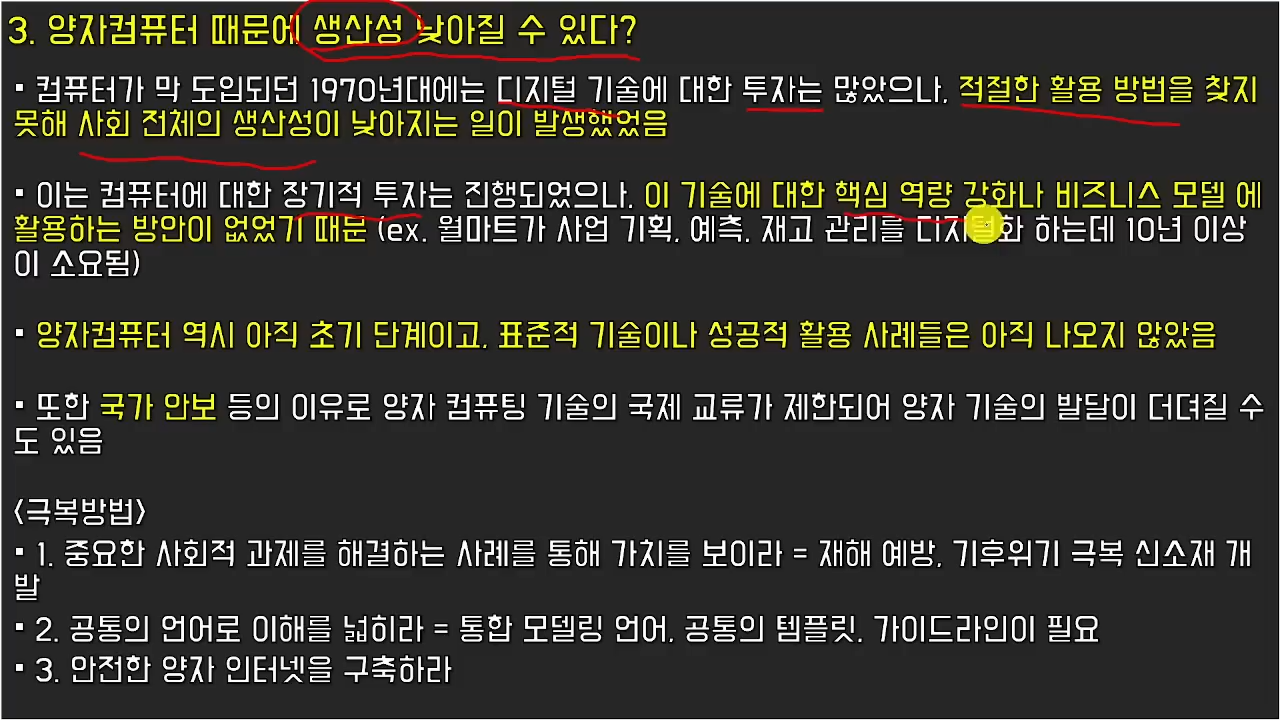 3. 양자컴퓨터 때문에 생산성 낮아질 수 있다?
▪ 컴퓨터가 막 도입되던 1970년대에는 디지털 기술에 대한 투자는 많았으나, 적절한 활용 방법을 찾지
못해 사회 전체의 생산성이 낮아지는 일이 발생했었음
▪ 이는 컴퓨터에 대한 장기적 투자는 진행되었으나, 이 기술에 대한 핵심 역량 강화나 비즈니스 모델 에
활용하는 방안이 없었기 때문 (ex. 월마트가 사업 기획, 예측, 재고 관리를 디지털화 하는데 10년 이상
이 소요됨)
▪ 양자컴퓨터 역시 아직 초기 단계이고, 표준적 기술이나 성공적 활용 사례들은 아직 나오지 않았음
▪ 또한 국가 안보 등의 이유로 양자 컴퓨팅 기술의 국제 교류가 제한되어 양자 기술의 발달이 더뎌질 수
도 있음
<극복방법>
▪ 1. 중요한 사회적 과제를 해결하는 사례를 통해 가치를 보이라 = 재해 예방, 기후위기 극복 신소재 개
발
▪ 2. 공통의 언어로 이해를 넓히라 = 통합 모델링 언어, 공통의 템플릿, 가이드라인이 필요
▪ 3. 안전한 양자 인터넷을 구축하라